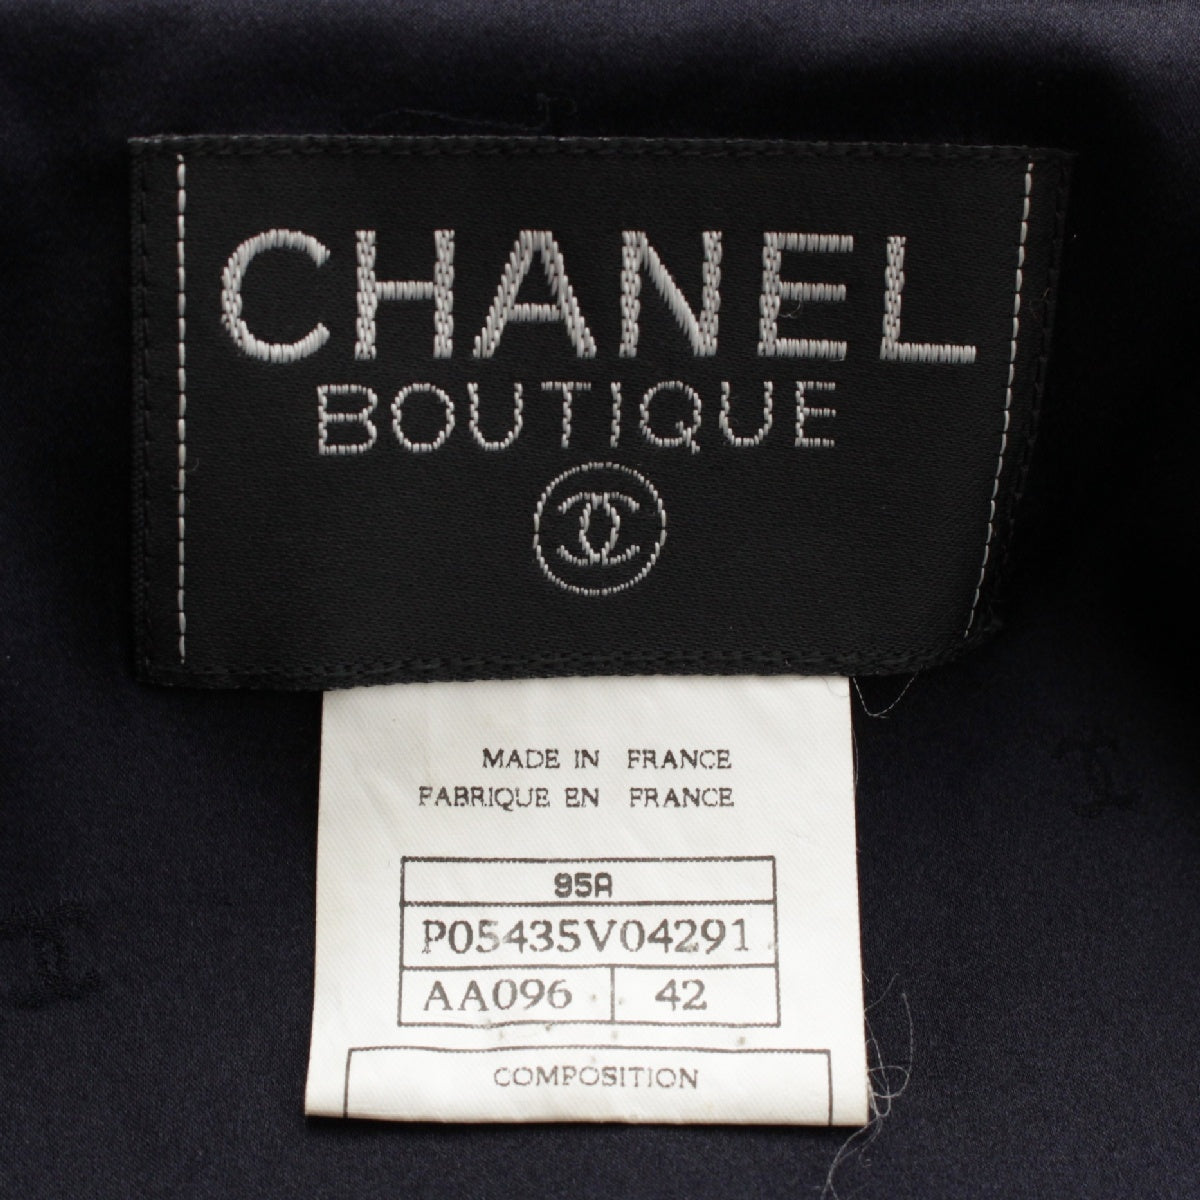 CHANEL
BOUTIQUE
MADE IN FRANCE
FABRIQUE EN FRANCE
95A
P05435V04291
AA096 42
COMPOSITION